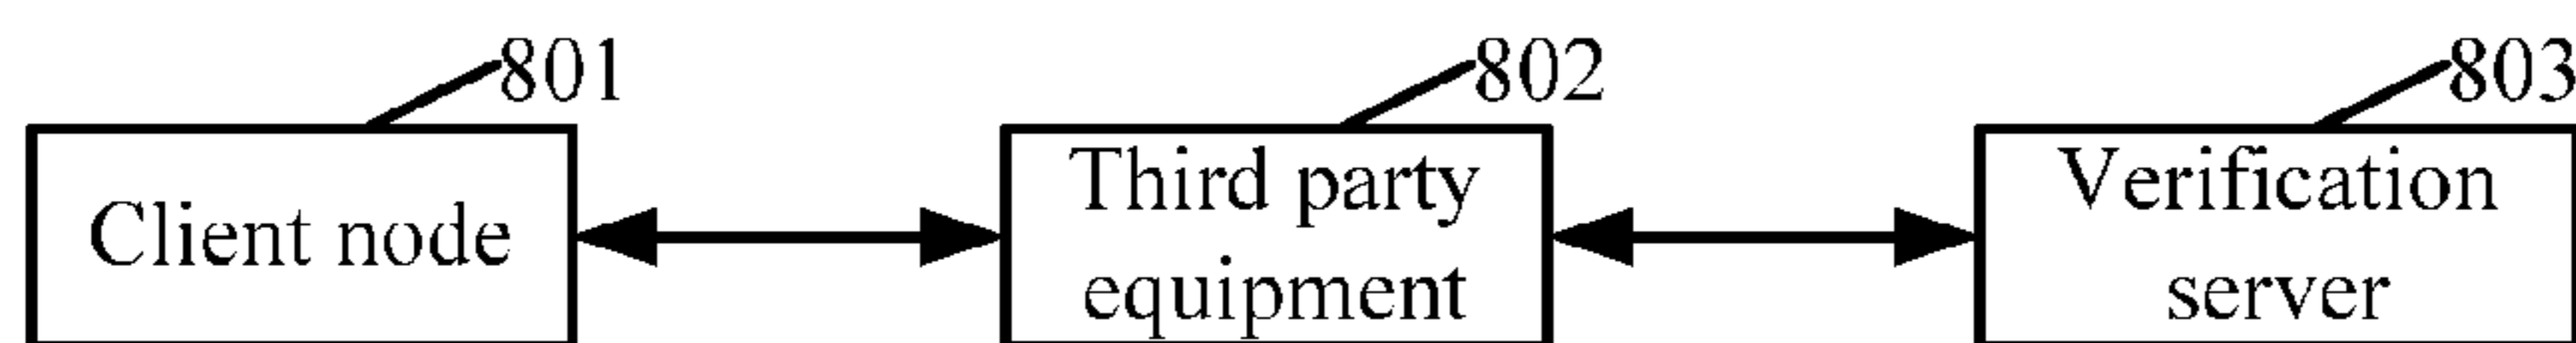 801
802
803
Client node
Third party
equipment
Verification
server